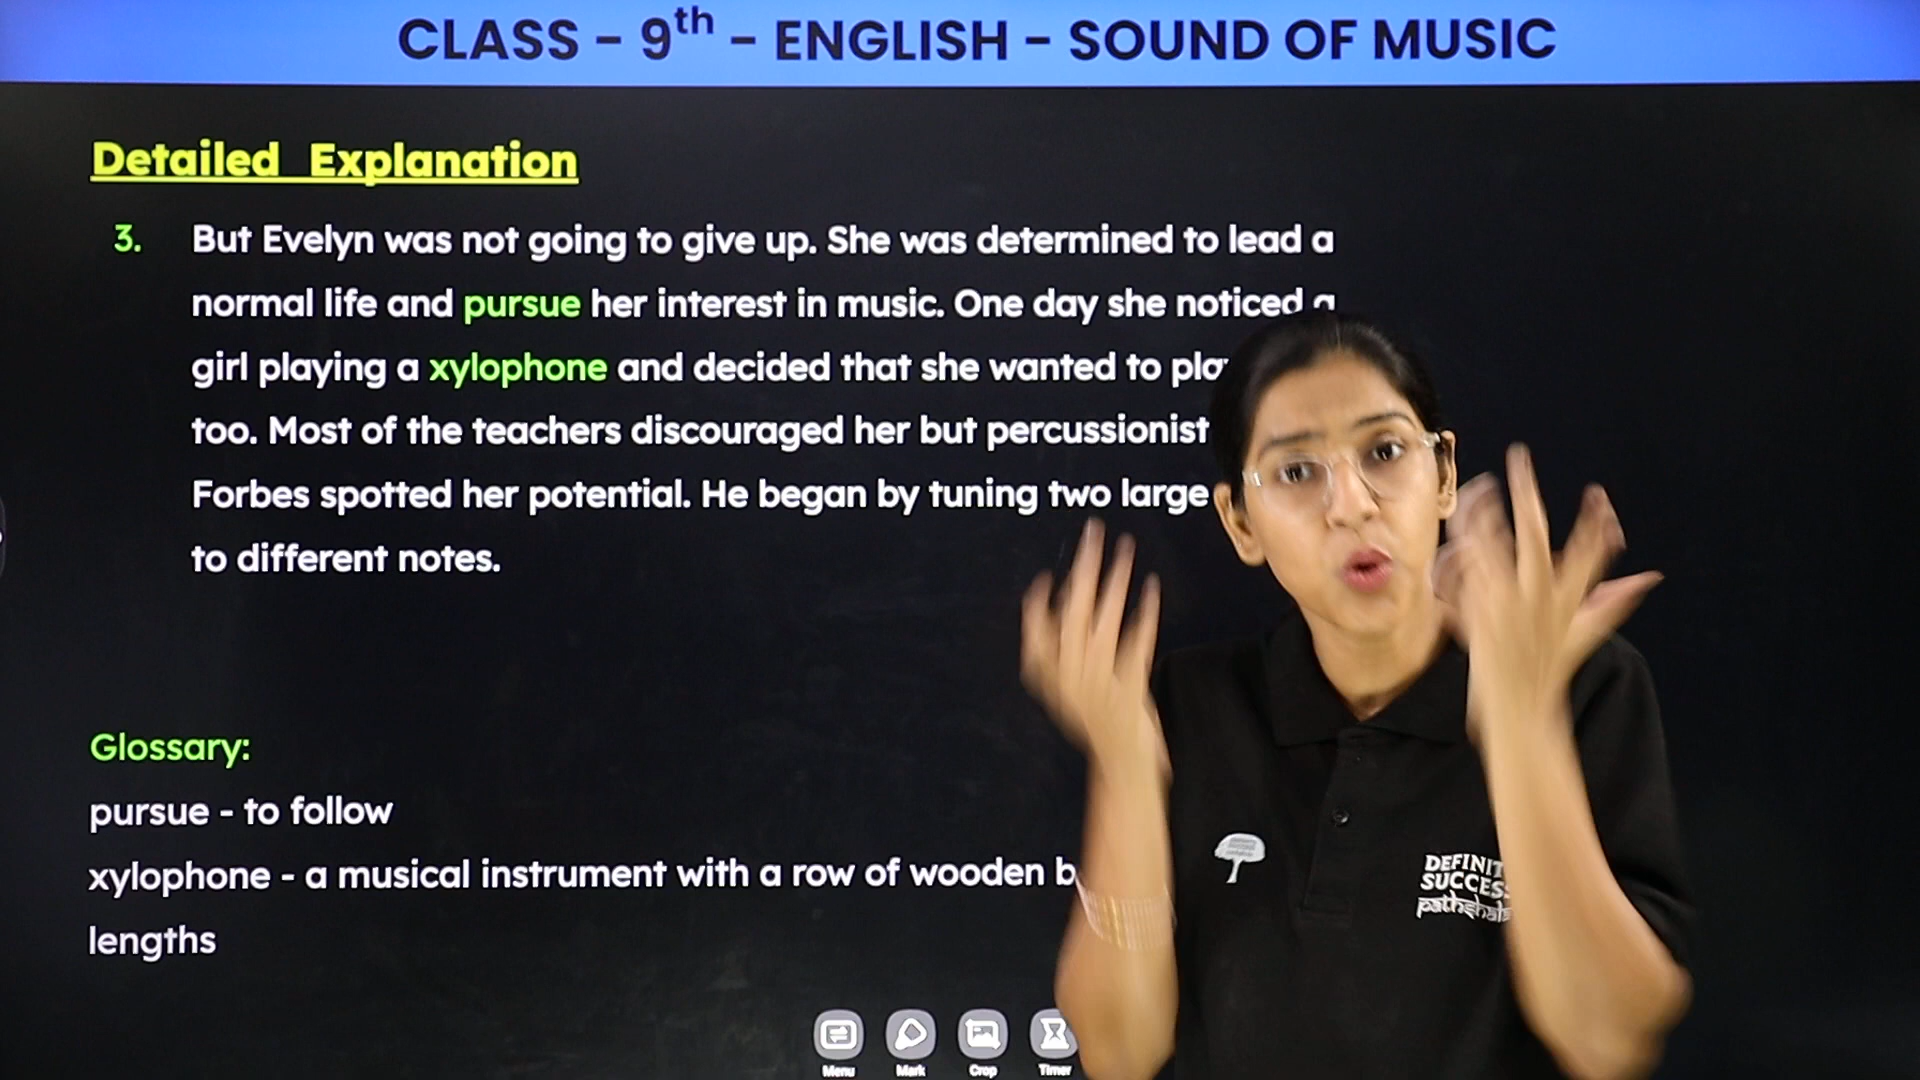 CLASS - 9th - ENGLISH - SOUND OF MUSIC
Detailed Explanation
3. But Evelyn was not going to give up. She was determined to lead a
normal life and pursue her interest in music. One day she noticed a
girl playing a xylophone and decided that she wanted to
too. Most of the teachers discouraged her but percussionist
Forbes spotted her potential. He began by tuning two large
to different notes.
Glossary:
pursue - to follow
xylophone - a musical instrument with a row of wooden
lengths
DEFINIT
SUCCES
pathshala
Menu Mark Crop Timer